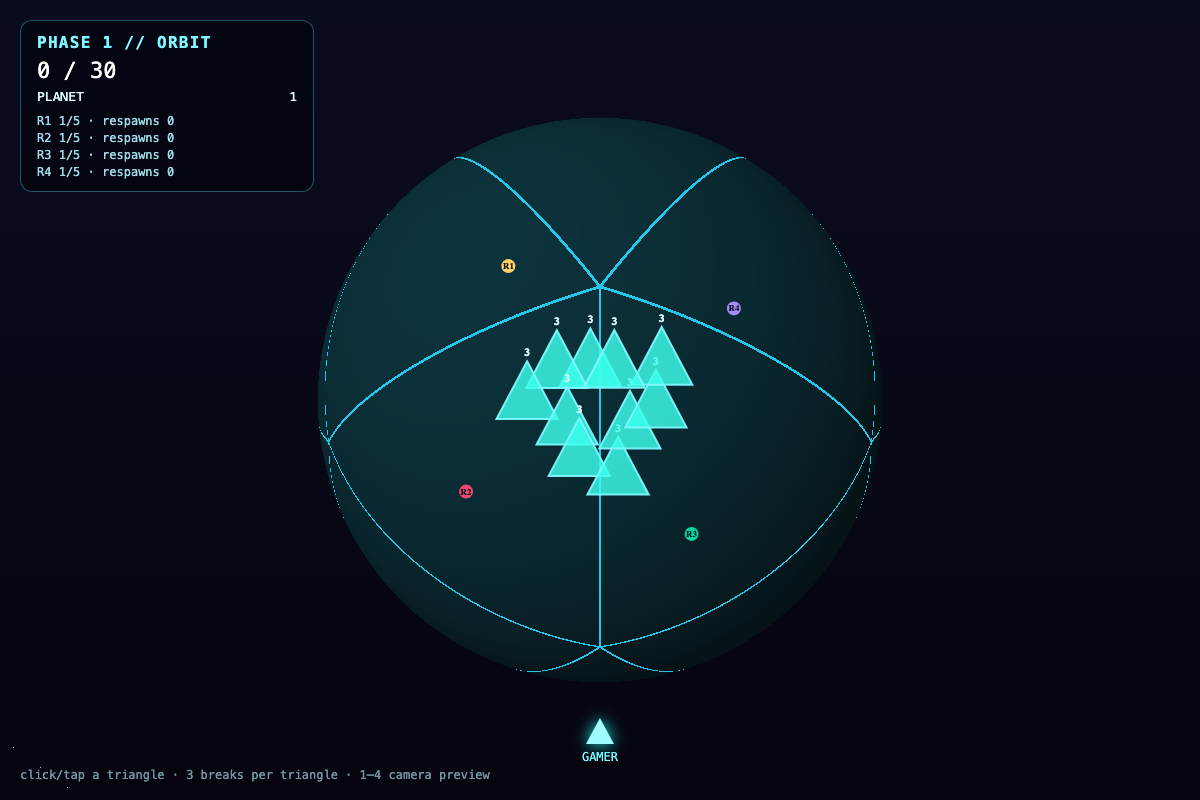 PHASE 1 // ORBIT
0 / 30
PLANET 1
R1 1/5 · respawns 0
R2 1/5 · respawns 0
R3 1/5 · respawns 0
R4 1/5 · respawns 0
R1
R4
3 3 3 3
3 3
3 3
3
3
R2
R3
GAMER
click/tap a triangle · 3 breaks per triangle · 1–4 camera preview